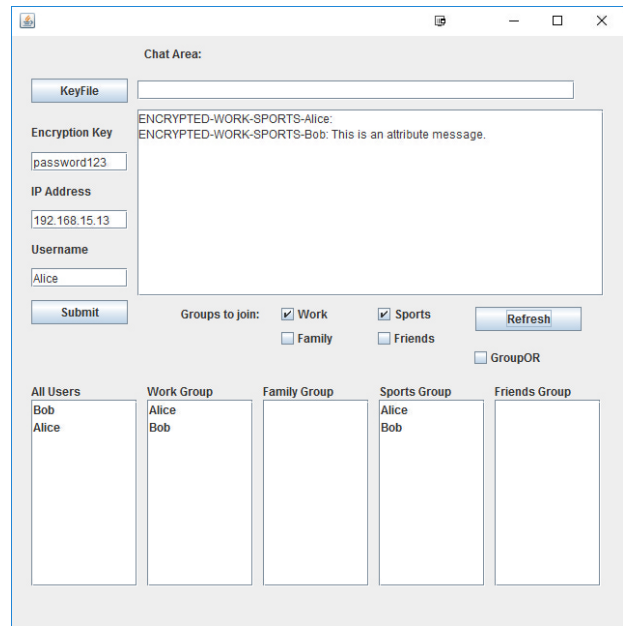 Chat Area:
KeyFile
ENCRYPTED-WORK-SPORTS-Alice:
ENCRYPTED-WORK-SPORTS-Bob: This is an attribute message.
Encryption Key
password123
IP Address
192.168.15.13
Username
Alice
Submit
Groups to join:
Work
Sports
Refresh
Family
Friends
GroupOR
All Users
Bob
Alice
Work Group
Alice
Bob
Family Group
Sports Group
Alice
Bob
Friends Group